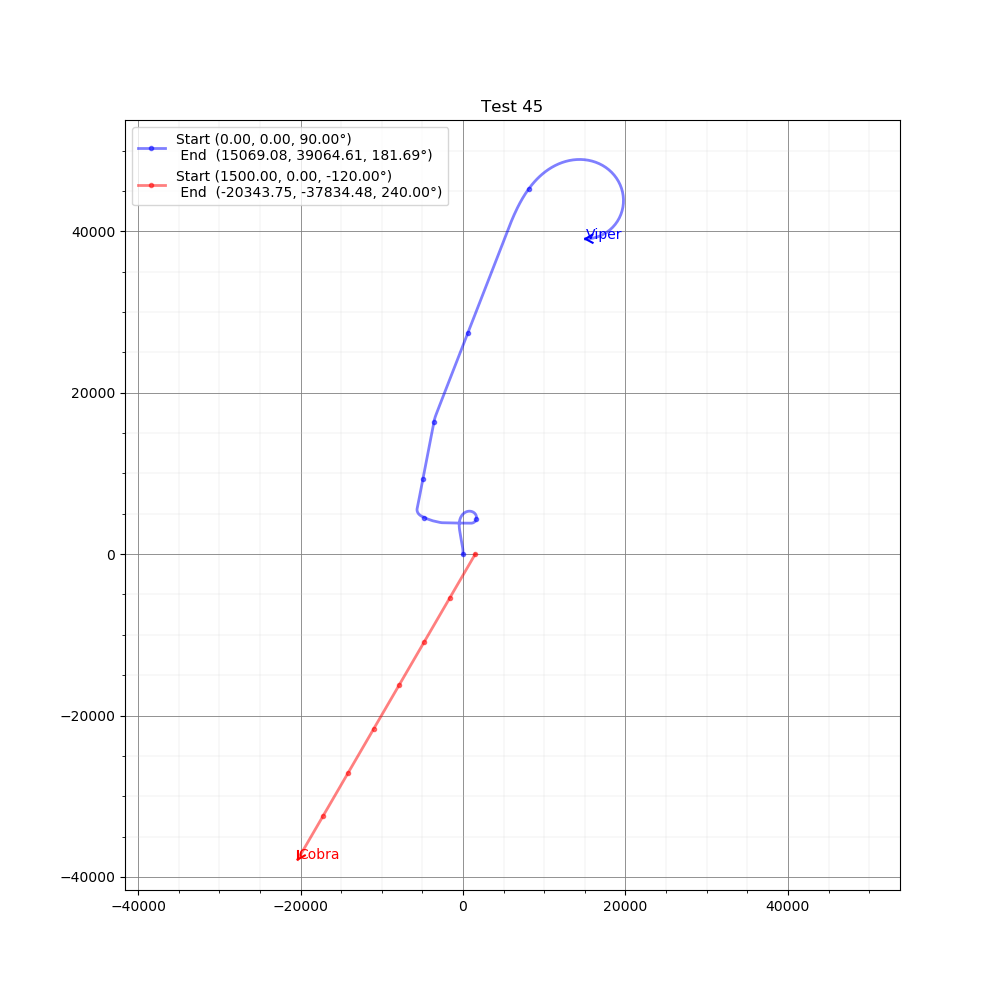 Test 45
Start (0.00, 0.00, 90.00°)
End  (15069.08, 39064.61, 181.69°)
Start (1500.00, 0.00, -120.00°)
End  (-20343.75, -37834.48, 240.00°)
40000
20000
0
−20000
−40000
Viper
Cobra
−40000
−20000
0
20000
40000